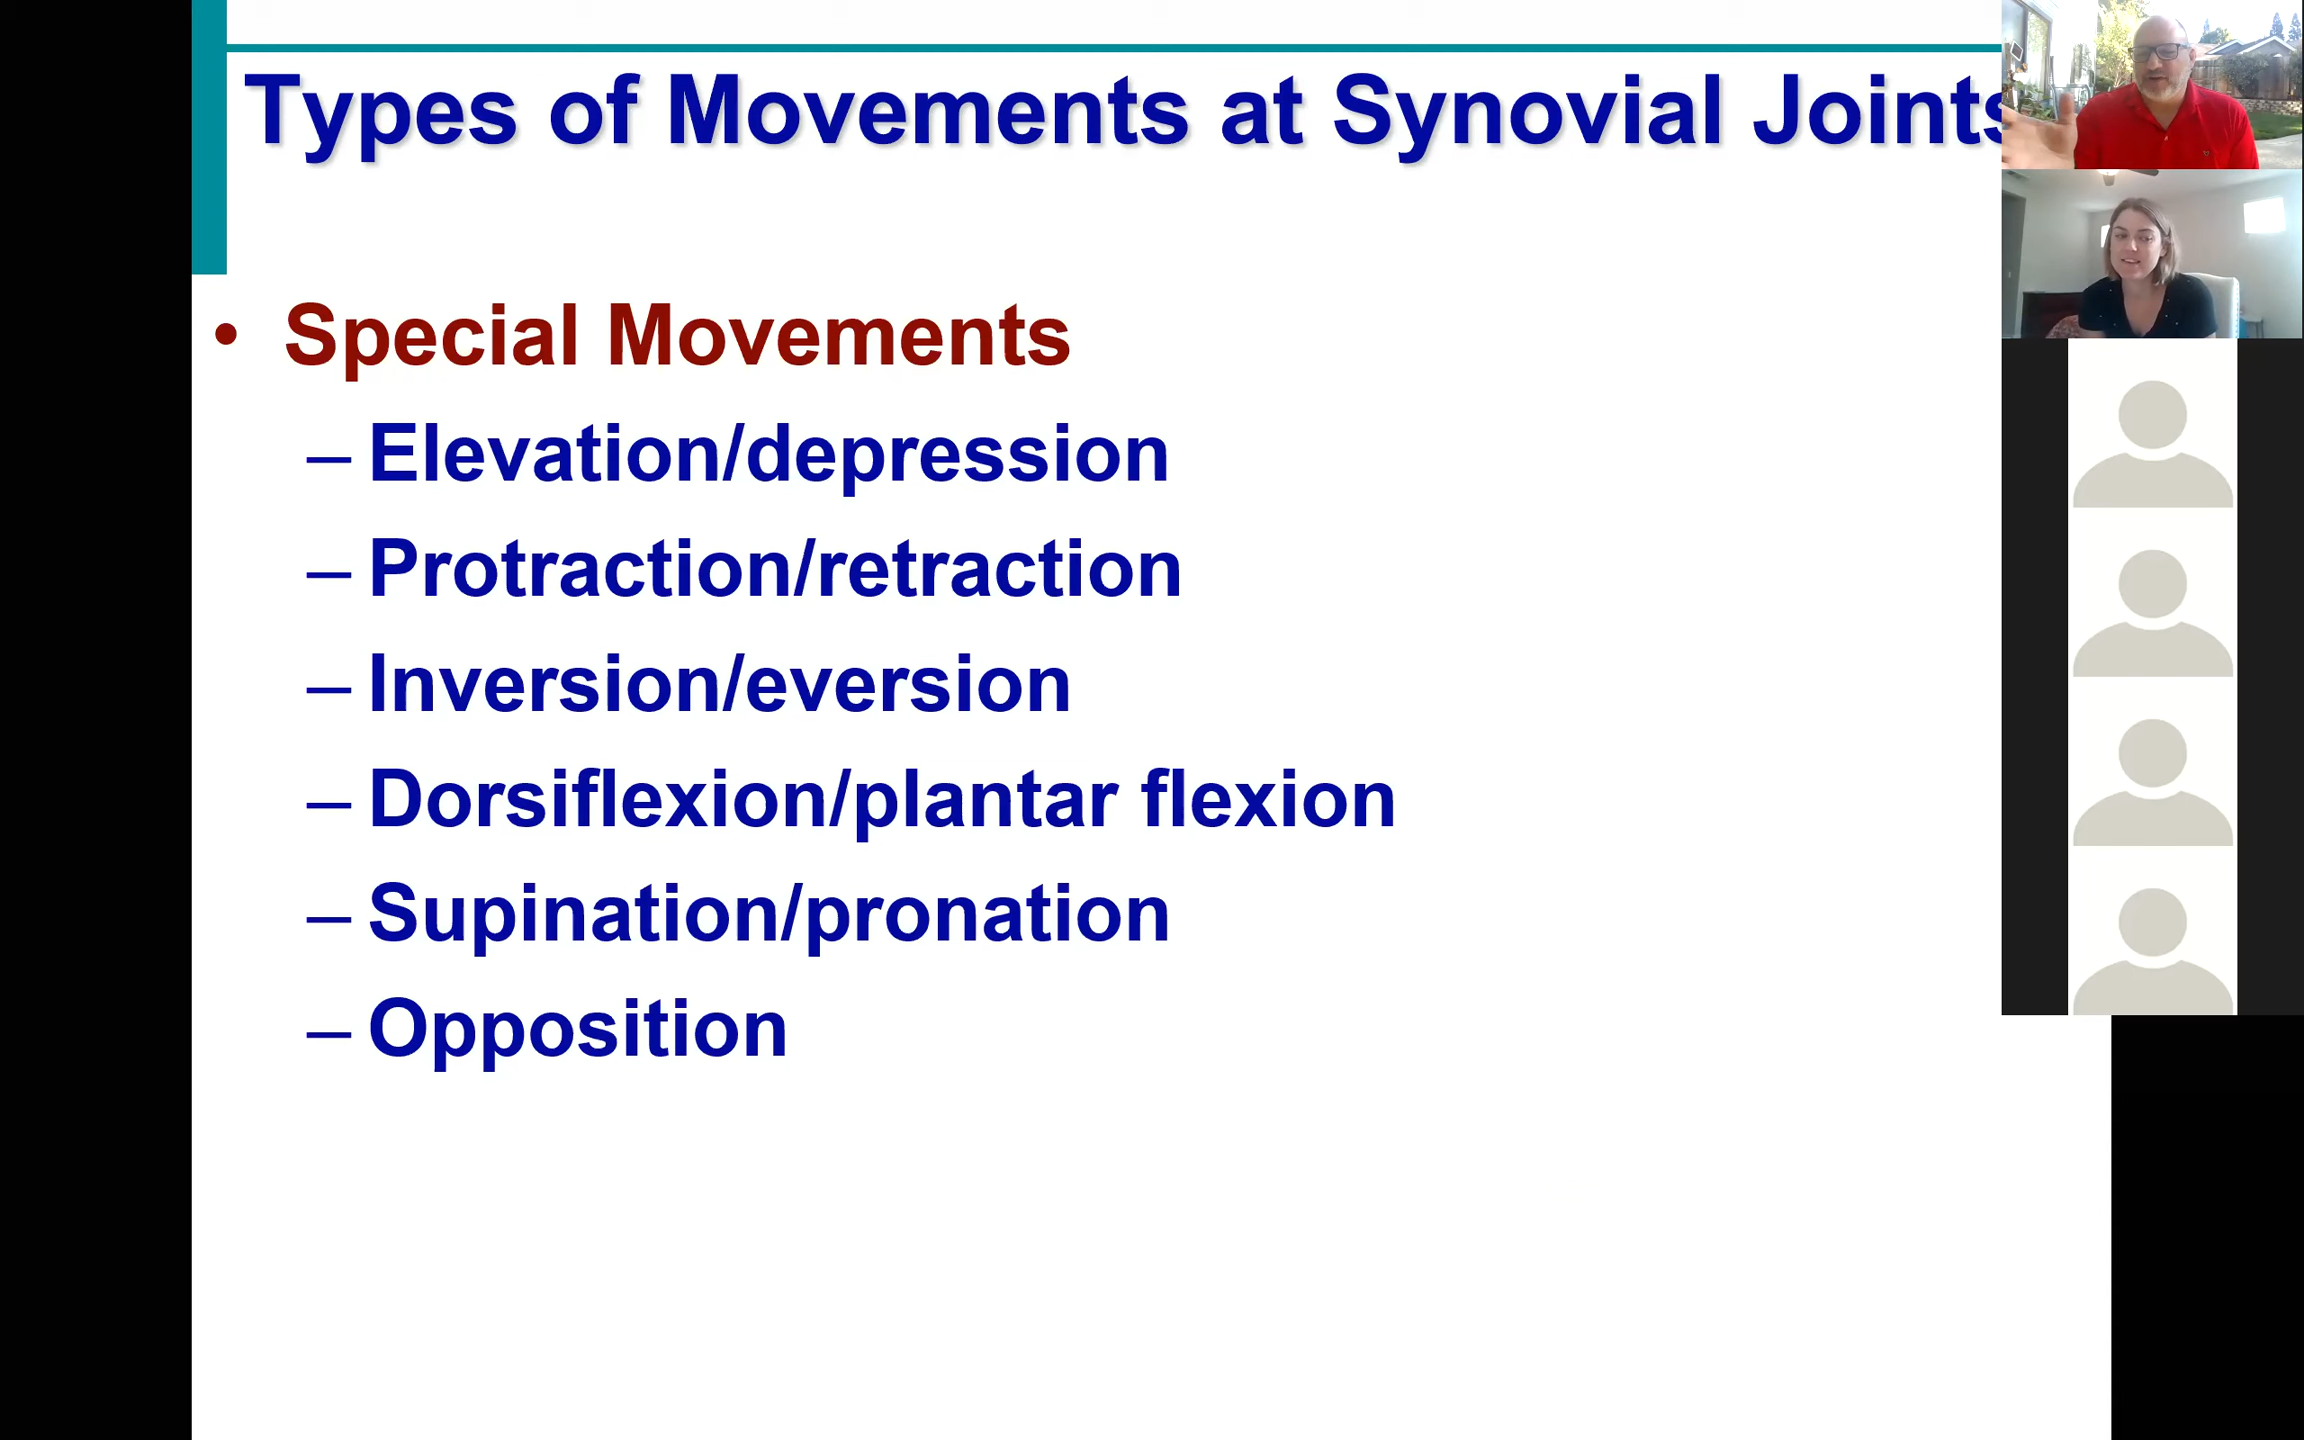 Types of Movements at Synovial Joints
• Special Movements
– Elevation/depression
– Protraction/retraction
– Inversion/eversion
– Dorsiflexion/plantar flexion
– Supination/pronation
– Opposition